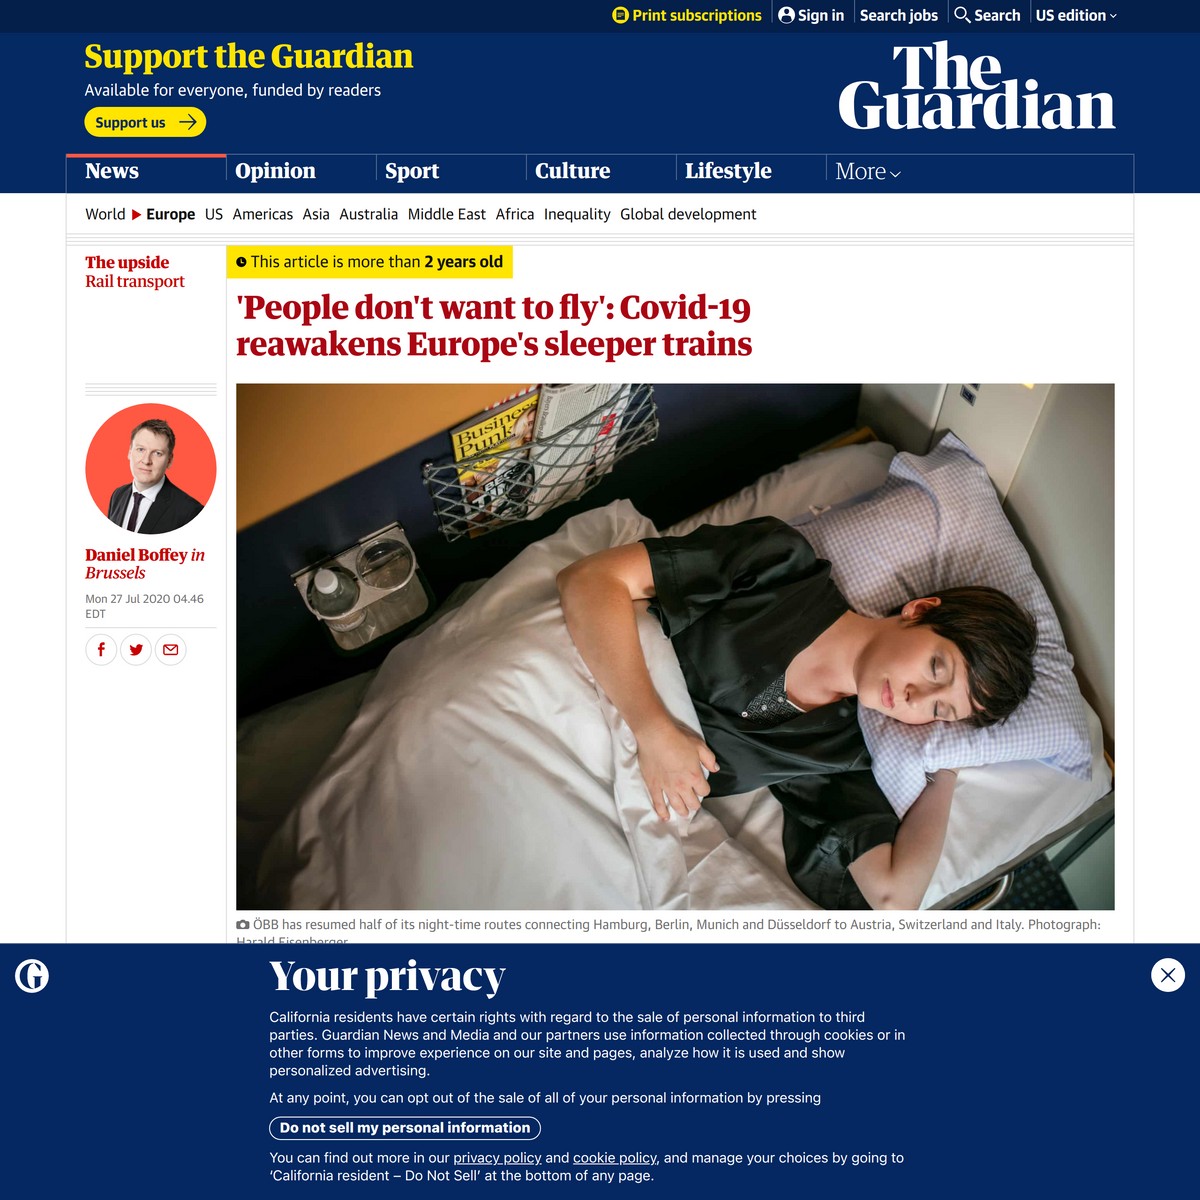 Print subscriptions
Sign in
Search jobs
Search
US edition
Support the Guardian
Available for everyone, funded by readers
Support us
The
Guardian
News
Opinion
Sport
Culture
Lifestyle
More
World
Europe
US
Americas
Asia
Australia
Middle East
Africa
Inequality
Global development
The upside
Rail transport
This article is more than 2 years old
'People don't want to fly': Covid-19
reawakens Europe's sleeper trains
Business
Punk
Daniel Boffey in
Brussels
Mon 27 Jul 2020 04.46
EDT
ÖBB has resumed half of its night-time routes connecting Hamburg, Berlin, Munich and Düsseldorf to Austria, Switzerland and Italy. Photograph:
Harald Eisenberger
Your privacy
California residents have certain rights with regard to the sale of personal information to third
parties. Guardian News and Media and our partners use information collected through cookies or in
other forms to improve experience on our site and pages, analyze how it is used and show
personalized advertising.
At any point, you can opt out of the sale of all of your personal information by pressing
Do not sell my personal information
You can find out more in our privacy policy and cookie policy, and manage your choices by going to
‘California resident – Do Not Sell’ at the bottom of any page.